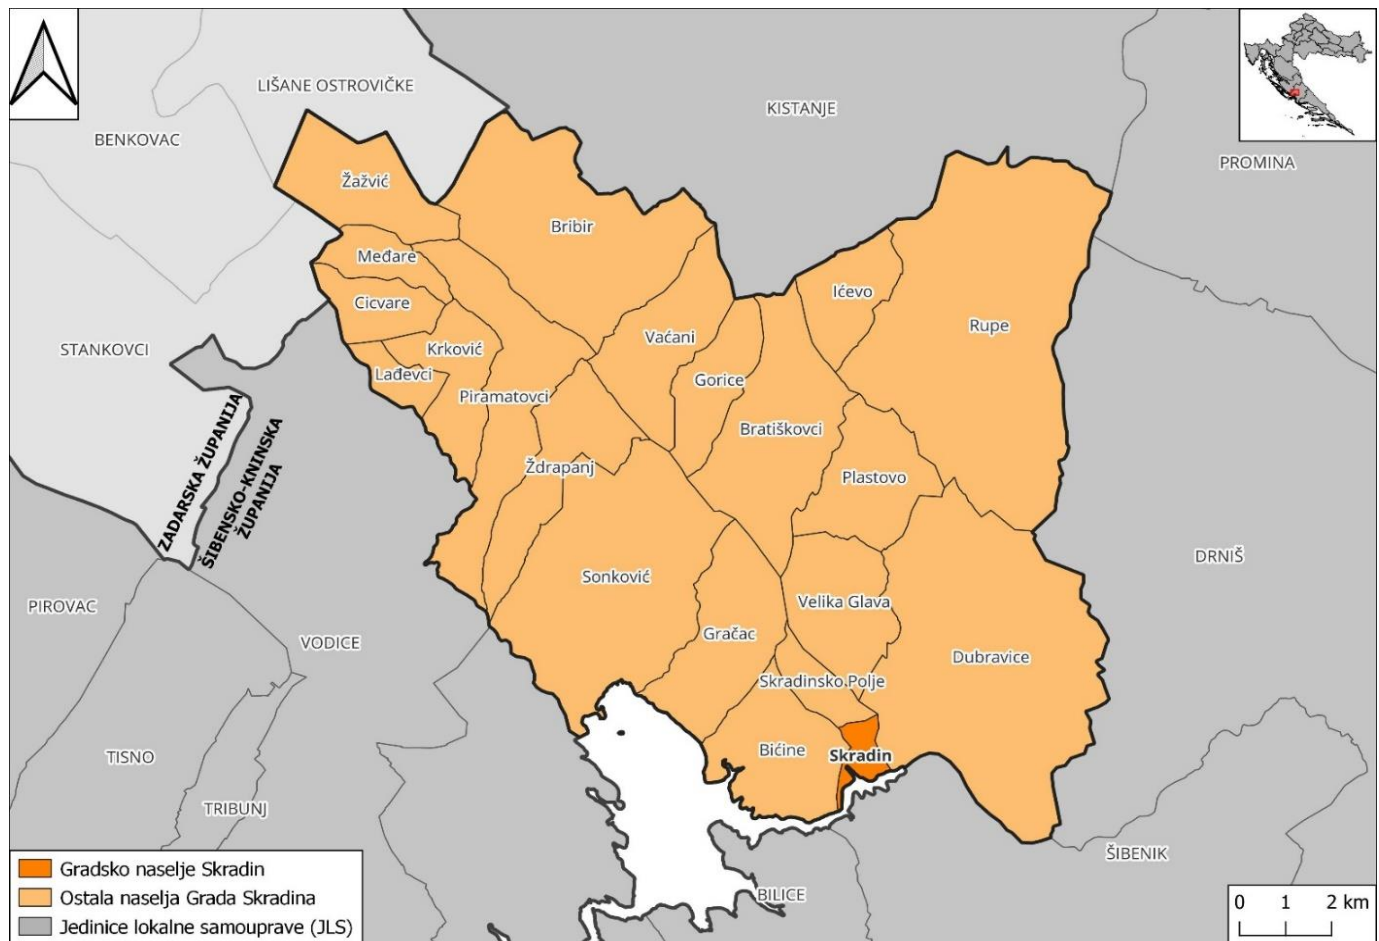 LIŠANE OSTROVIČKE
KISTANJE
BENKOVAC
PROMINA
Žažvić
Bribir
Međare
Ićevo
Cicvare
Rupe
Vaćani
STANKOVCI
Krković
Lađevci
Gorice
Piramatovci
Bratiškovci
ZADARSKA ŽUPANIJA
ŠIBENSKO-KNINSKA
ŽUPANIJA
Ždrapanj
Plastovo
DRNIŠ
Sonković
Velika Glava
PIROVAC
VODICE
Gračac
Dubravice
Skradinsko Polje
Bićine
Skradin
TISNO
TRIBUNJ
ŠIBENIK
BILICE
Gradsko naselje Skradin
Ostala naselja Grada Skradina
Jedinice lokalne samouprave (JLS)
0 1 2 km